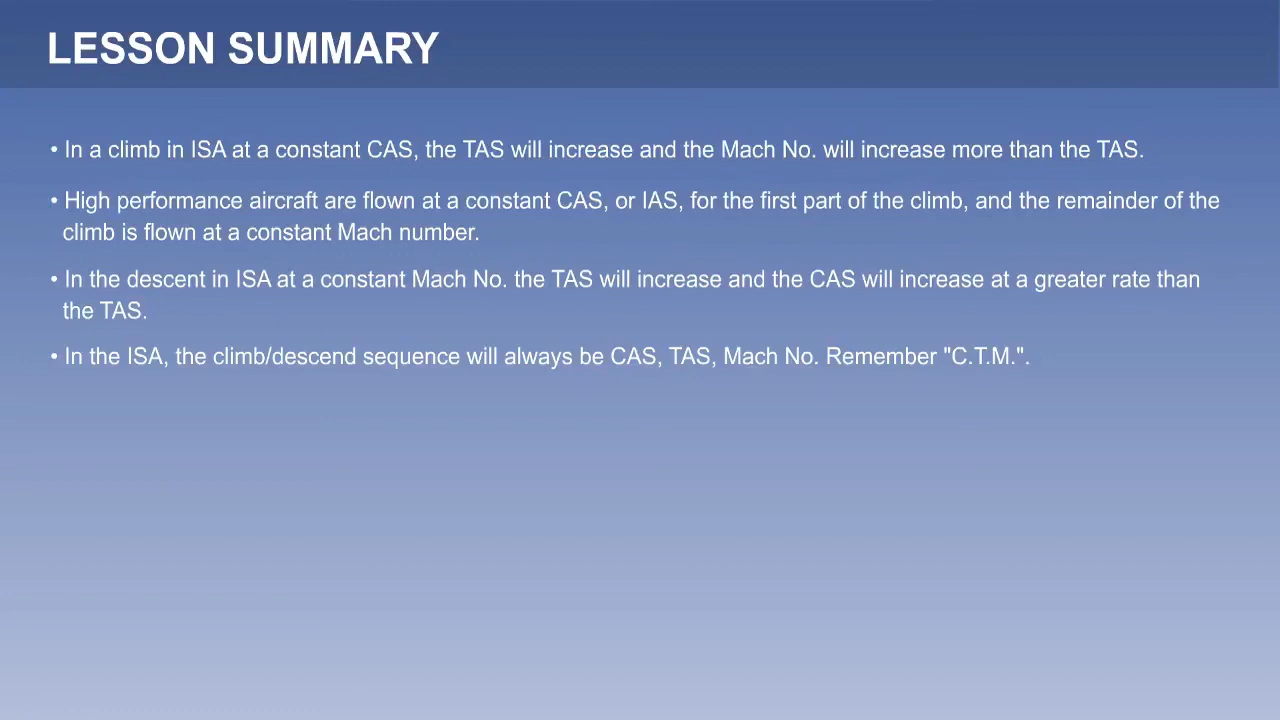 LESSON SUMMARY
• In a climb in ISA at a constant CAS, the TAS will increase and the Mach No. will increase more than the TAS.
• High performance aircraft are flown at a constant CAS, or IAS, for the first part of the climb, and the remainder of the
climb is flown at a constant Mach number.
• In the descent in ISA at a constant Mach No. the TAS will increase and the CAS will increase at a greater rate than
the TAS.
• In the ISA, the climb/descend sequence will always be CAS, TAS, Mach No. Remember "C.T.M.".